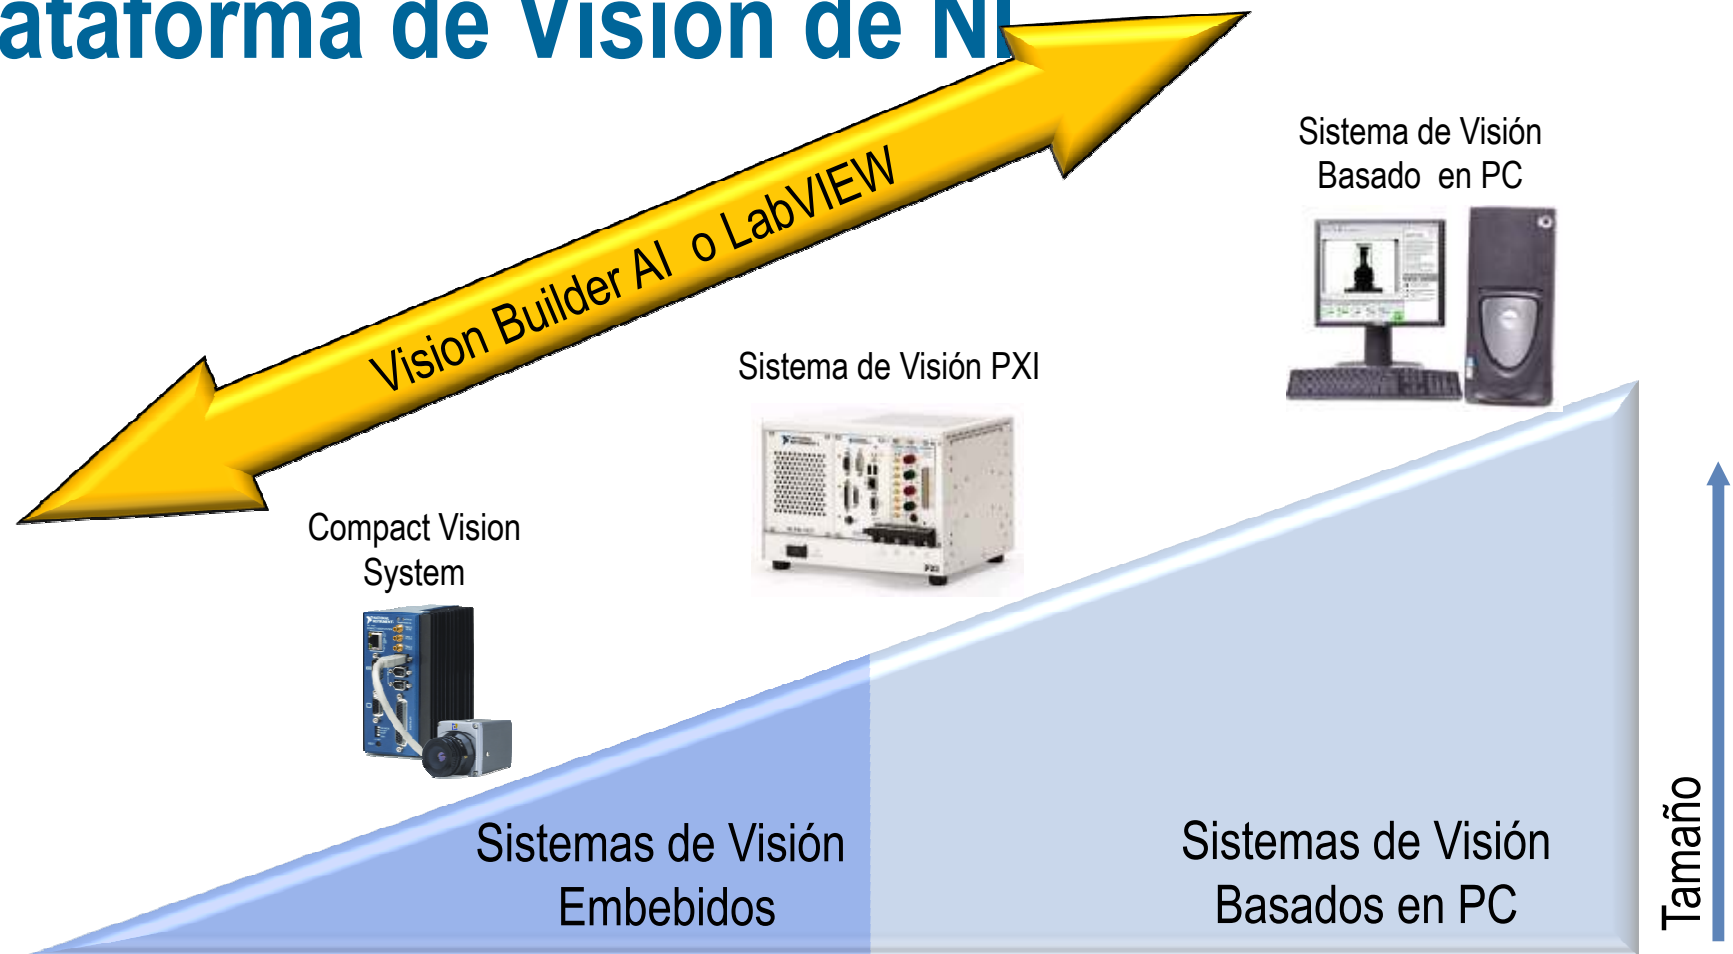 ataforma de Visión de NI
Sistema de Visión
Basado en PC
Vision Builder AI o LabVIEW
Sistema de Visión PXI
Compact Vision
System
Sistemas de Visión
Embebidos
Sistemas de Visión
Basados en PC
Tamaño